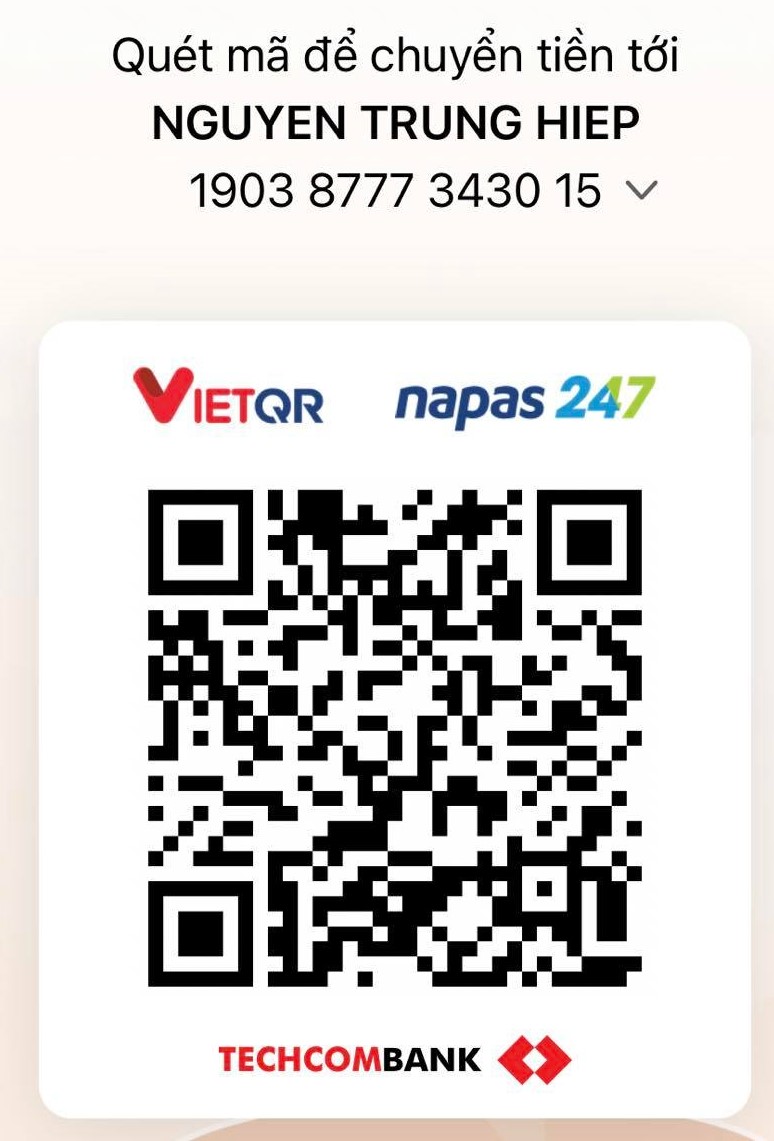 Quét mã để chuyển tiền tới
NGUYEN TRUNG HIEP
1903 8777 3430 15
VIETQR napas 247
TECHCOMBANK